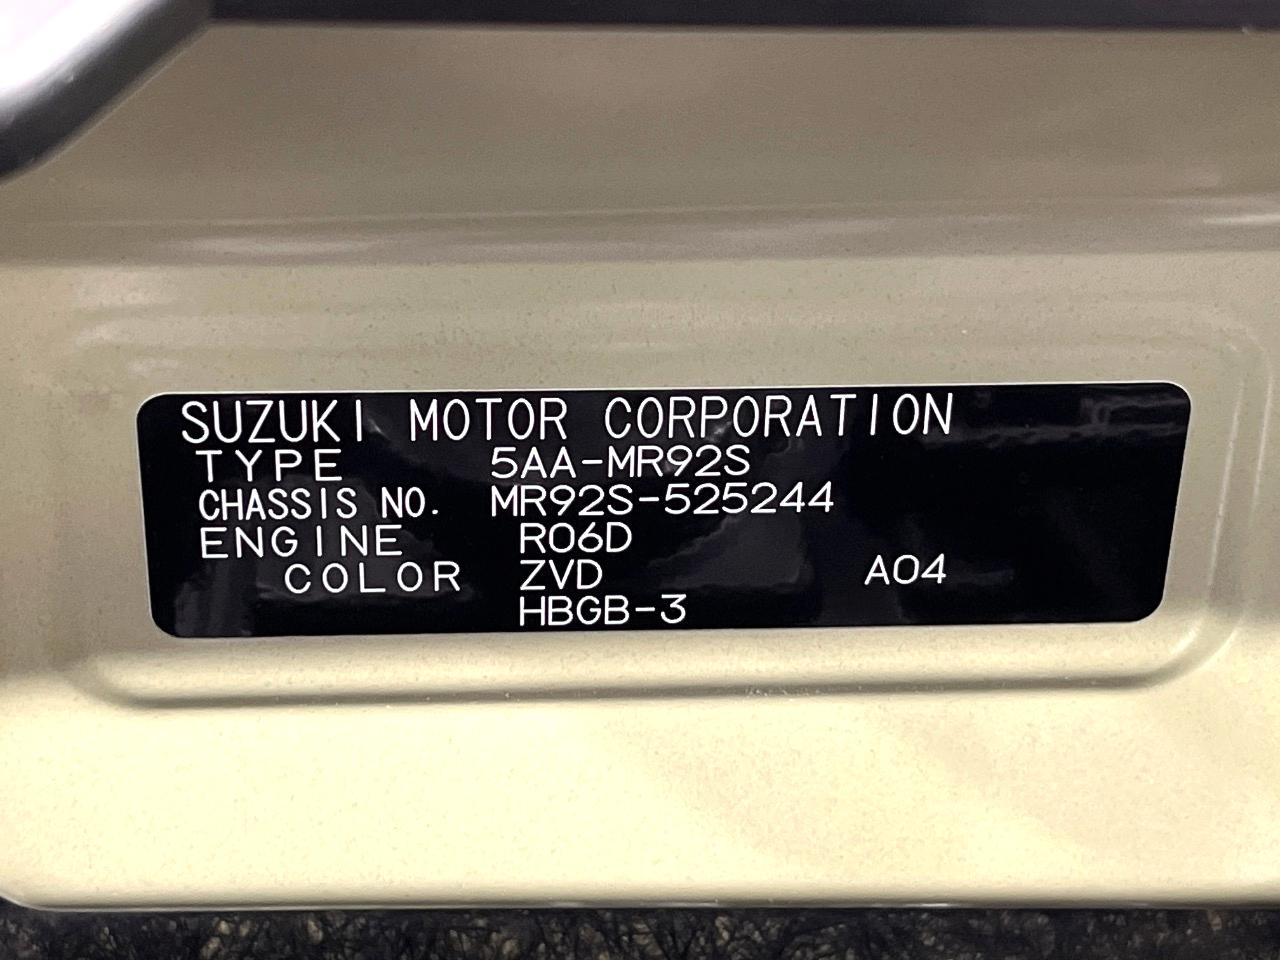 SUZUKI MOTOR CORPORATION
TYPE 5AA-MR92S
CHASSIS NO. MR92S-525244
ENGINE R06D
COLOR ZVD A04
HBGB-3